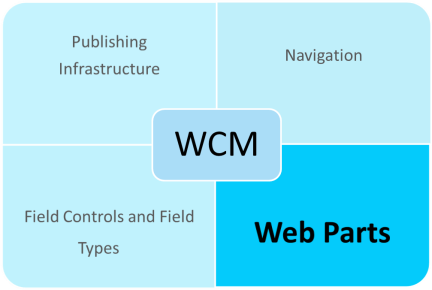 Publishing
Infrastructure
Navigation
WCM
Field Controls and Field
Types
Web Parts